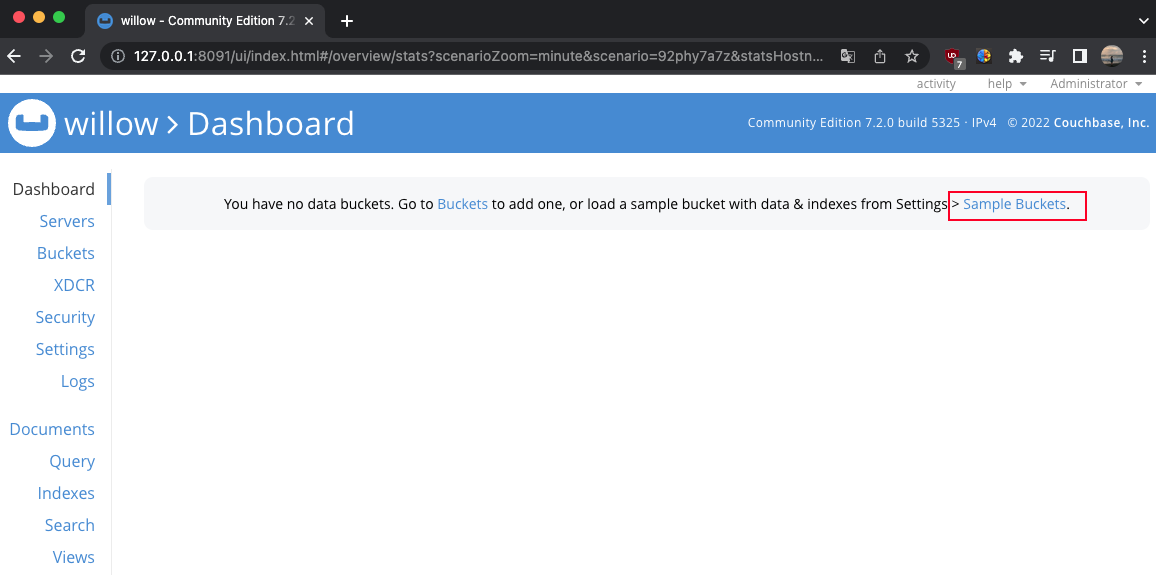 willow - Community Edition 7.2
127.0.0.1:8091/ui/index.html#/overview/stats?scenarioZoom=minute&scenario=92phy7a7z&statsHostn...
7
activity help Administrator
willow > Dashboard
Community Edition 7.2.0 build 5325 · IPv4 © 2022 Couchbase, Inc.
Dashboard
Servers
Buckets
XDCR
Security
Settings
Logs
Documents
Query
Indexes
Search
Views
You have no data buckets. Go to Buckets to add one, or load a sample bucket with data & indexes from Settings > Sample Buckets.